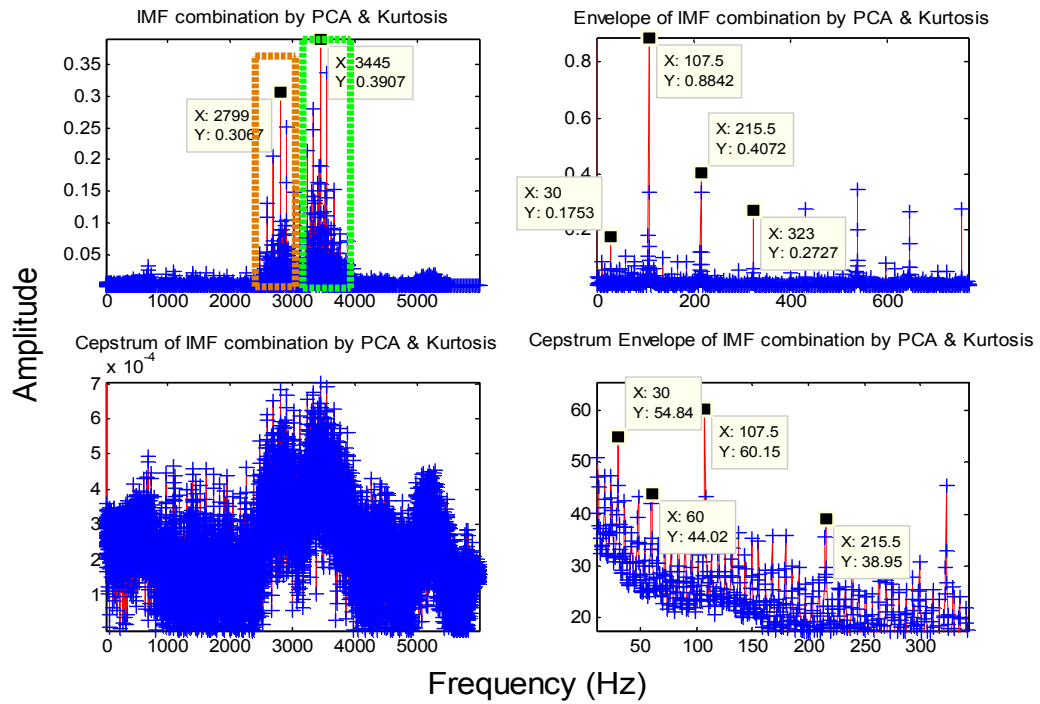 IMF combination by PCA & Kurtosis
0.35
0.3
0.25
0.2
0.15
0.1
0.05
X: 3445
Y: 0.3907
X: 2799
Y: 0.3067
0 1000 2000 3000 4000 5000
Envelope of IMF combination by PCA & Kurtosis
0.8
0.6
0.4
0.2
X: 107.5
Y: 0.8842
X: 215.5
Y: 0.4072
X: 30
Y: 0.1753
X: 323
Y: 0.2727
0 200 400 600
Amplitude
Cepstrum of IMF combination by PCA & Kurtosis
x 10-4
7
6
5
4
3
2
1
0 1000 2000 3000 4000 5000
Cepstrum Envelope of IMF combination by PCA & Kurtosis
60
50
40
30
20
X: 30
Y: 54.84
X: 107.5
Y: 60.15
X: 60
Y: 44.02
X: 215.5
Y: 38.95
50 100 150 200 250 300
Frequency (Hz)